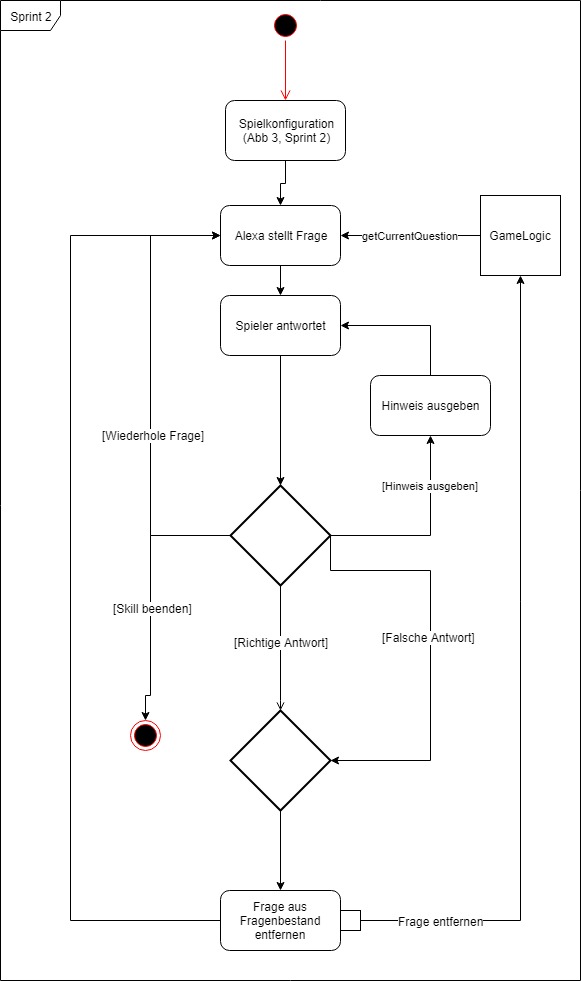 Sprint 2
Spielkonfiguration
(Abb 3, Sprint 2)
Alexa stellt Frage
getCurrentQuestion
GameLogic
Spieler antwortet
Hinweis ausgeben
[Wiederhole Frage]
[Hinweis ausgeben]
[Skill beenden]
[Richtige Antwort]
[Falsche Antwort]
Frage aus
Fragenbestand
entfernen
Frage entfernen